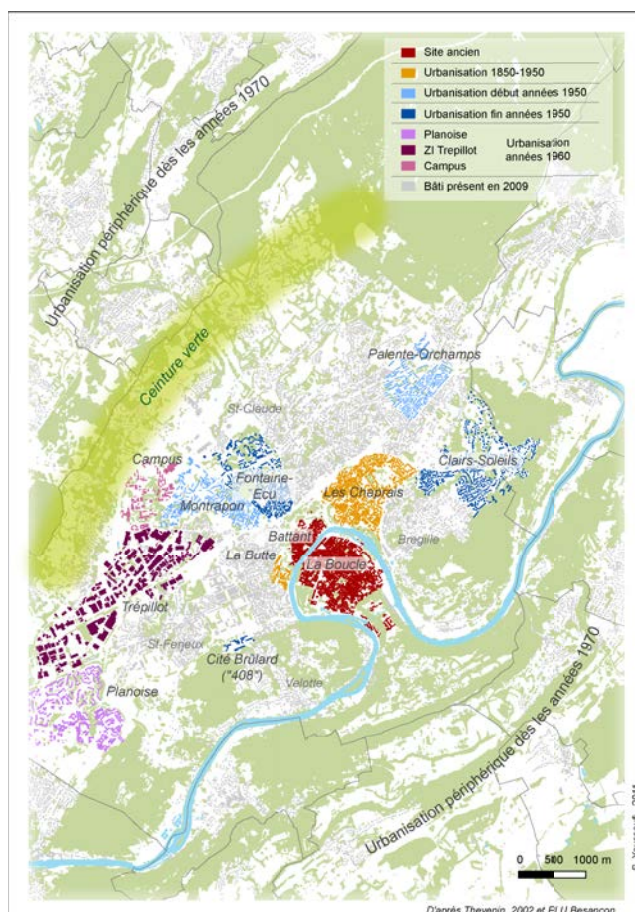 Site ancien
Urbanisation 1850-1950
Urbanisation début années 1950
Urbanisation fin années 1950
Planoise
ZI Trepillot
Campus
Urbanisation
années 1960
Bâti présent en 2009
Urbanisation périphérique dès les années 1970
Ceinture verte
Palente-Orchamps
St-Claude
Campus
Fontaine-
Ecu
Montrapon
Clairs-Soleils
Les Chaprais
Battant
Bregille
La Butte
La Boucle
Trépillot
St-Ferjeux
Cité Brûlard
("408")
Planoise
Velotte
Urbanisation périphérique dès les années 1970
0 500 1000 m
D'après Thevenin, 2002 et PLU Besançon